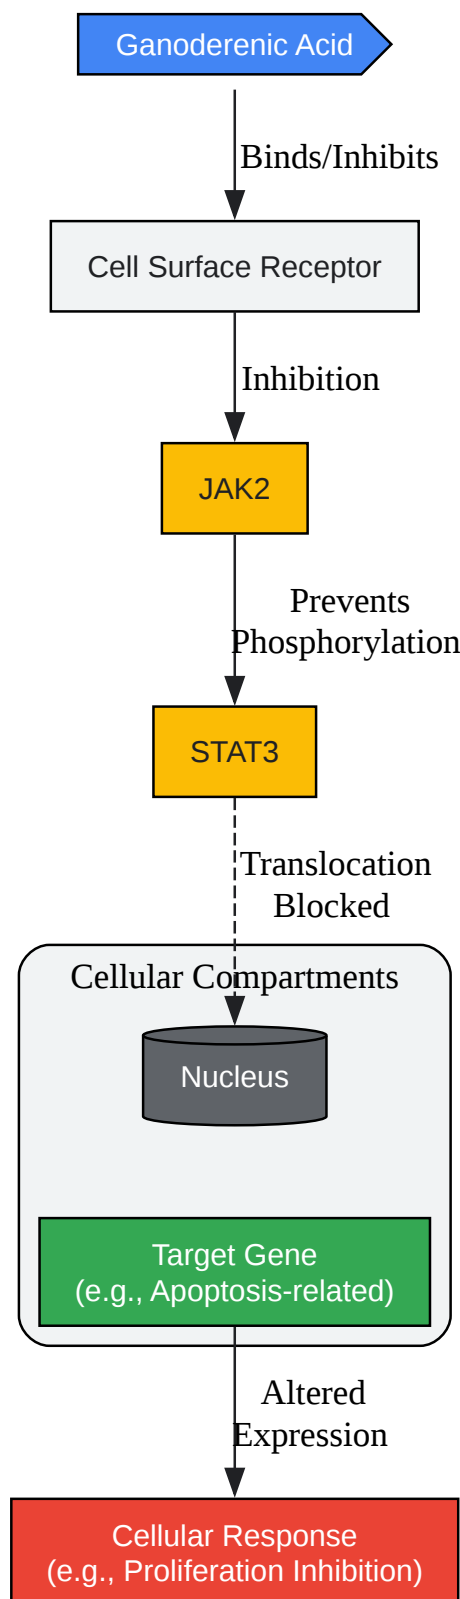 Ganoderenic Acid
Binds/Inhibits
Cell Surface Receptor
Inhibition
JAK2
Prevents
Phosphorylation
STAT3
Translocation
Blocked
Cellular Compartments
Nucleus
Target Gene
(e.g., Apoptosis-related)
Altered
Expression
Cellular Response
(e.g., Proliferation Inhibition)